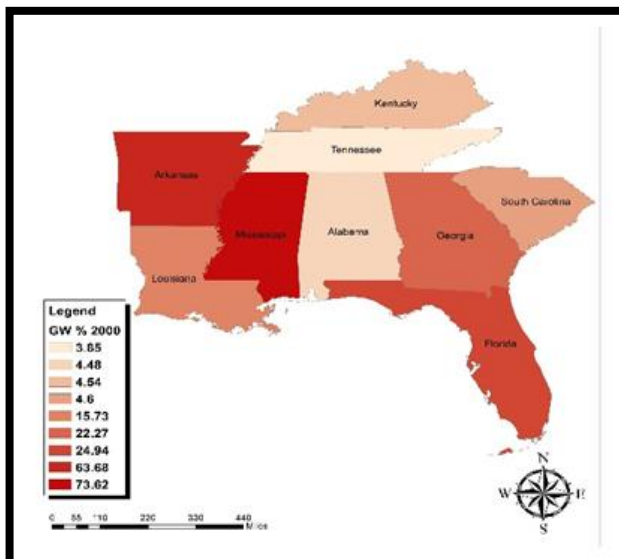 Kentucky
Tennessee
Arkansas
South Carolina
Mississippi
Alabama
Georgia
Louisiana
Florida
Legend
GW % 2000
3.85
4.48
4.54
4.6
15.73
22.27
24.94
63.68
73.62
N
W E
S
0 55 110 220 330 440
Miles